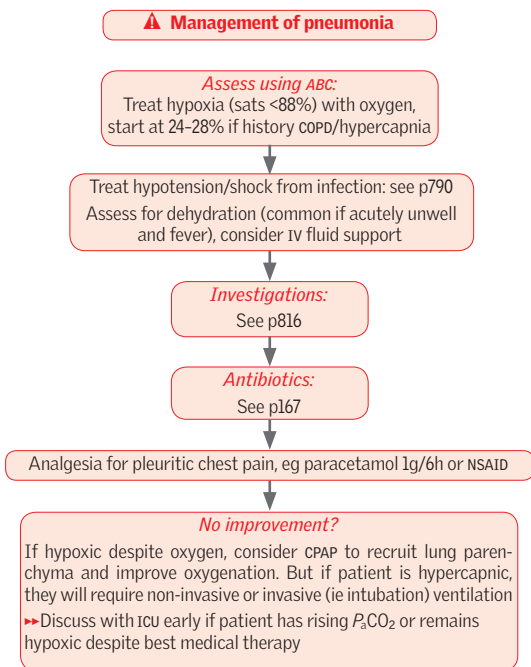 ⚠ Management of pneumonia
Assess using ABC:
Treat hypoxia (sats <88%) with oxygen,
start at 24–28% if history COPD/hypercapnia
Treat hypotension/shock from infection: see p790
Assess for dehydration (common if acutely unwell
and fever), consider IV fluid support
Investigations:
See p816
Antibiotics:
See p167
Analgesia for pleuritic chest pain, eg paracetamol 1g/6h or NSAID
No improvement?
If hypoxic despite oxygen, consider CPAP to recruit lung paren-
chyma and improve oxygenation. But if patient is hypercapnic,
they will require non-invasive or invasive (ie intubation) ventilation
▸▸Discuss with ICU early if patient has rising PaCO2 or remains
hypoxic despite best medical therapy